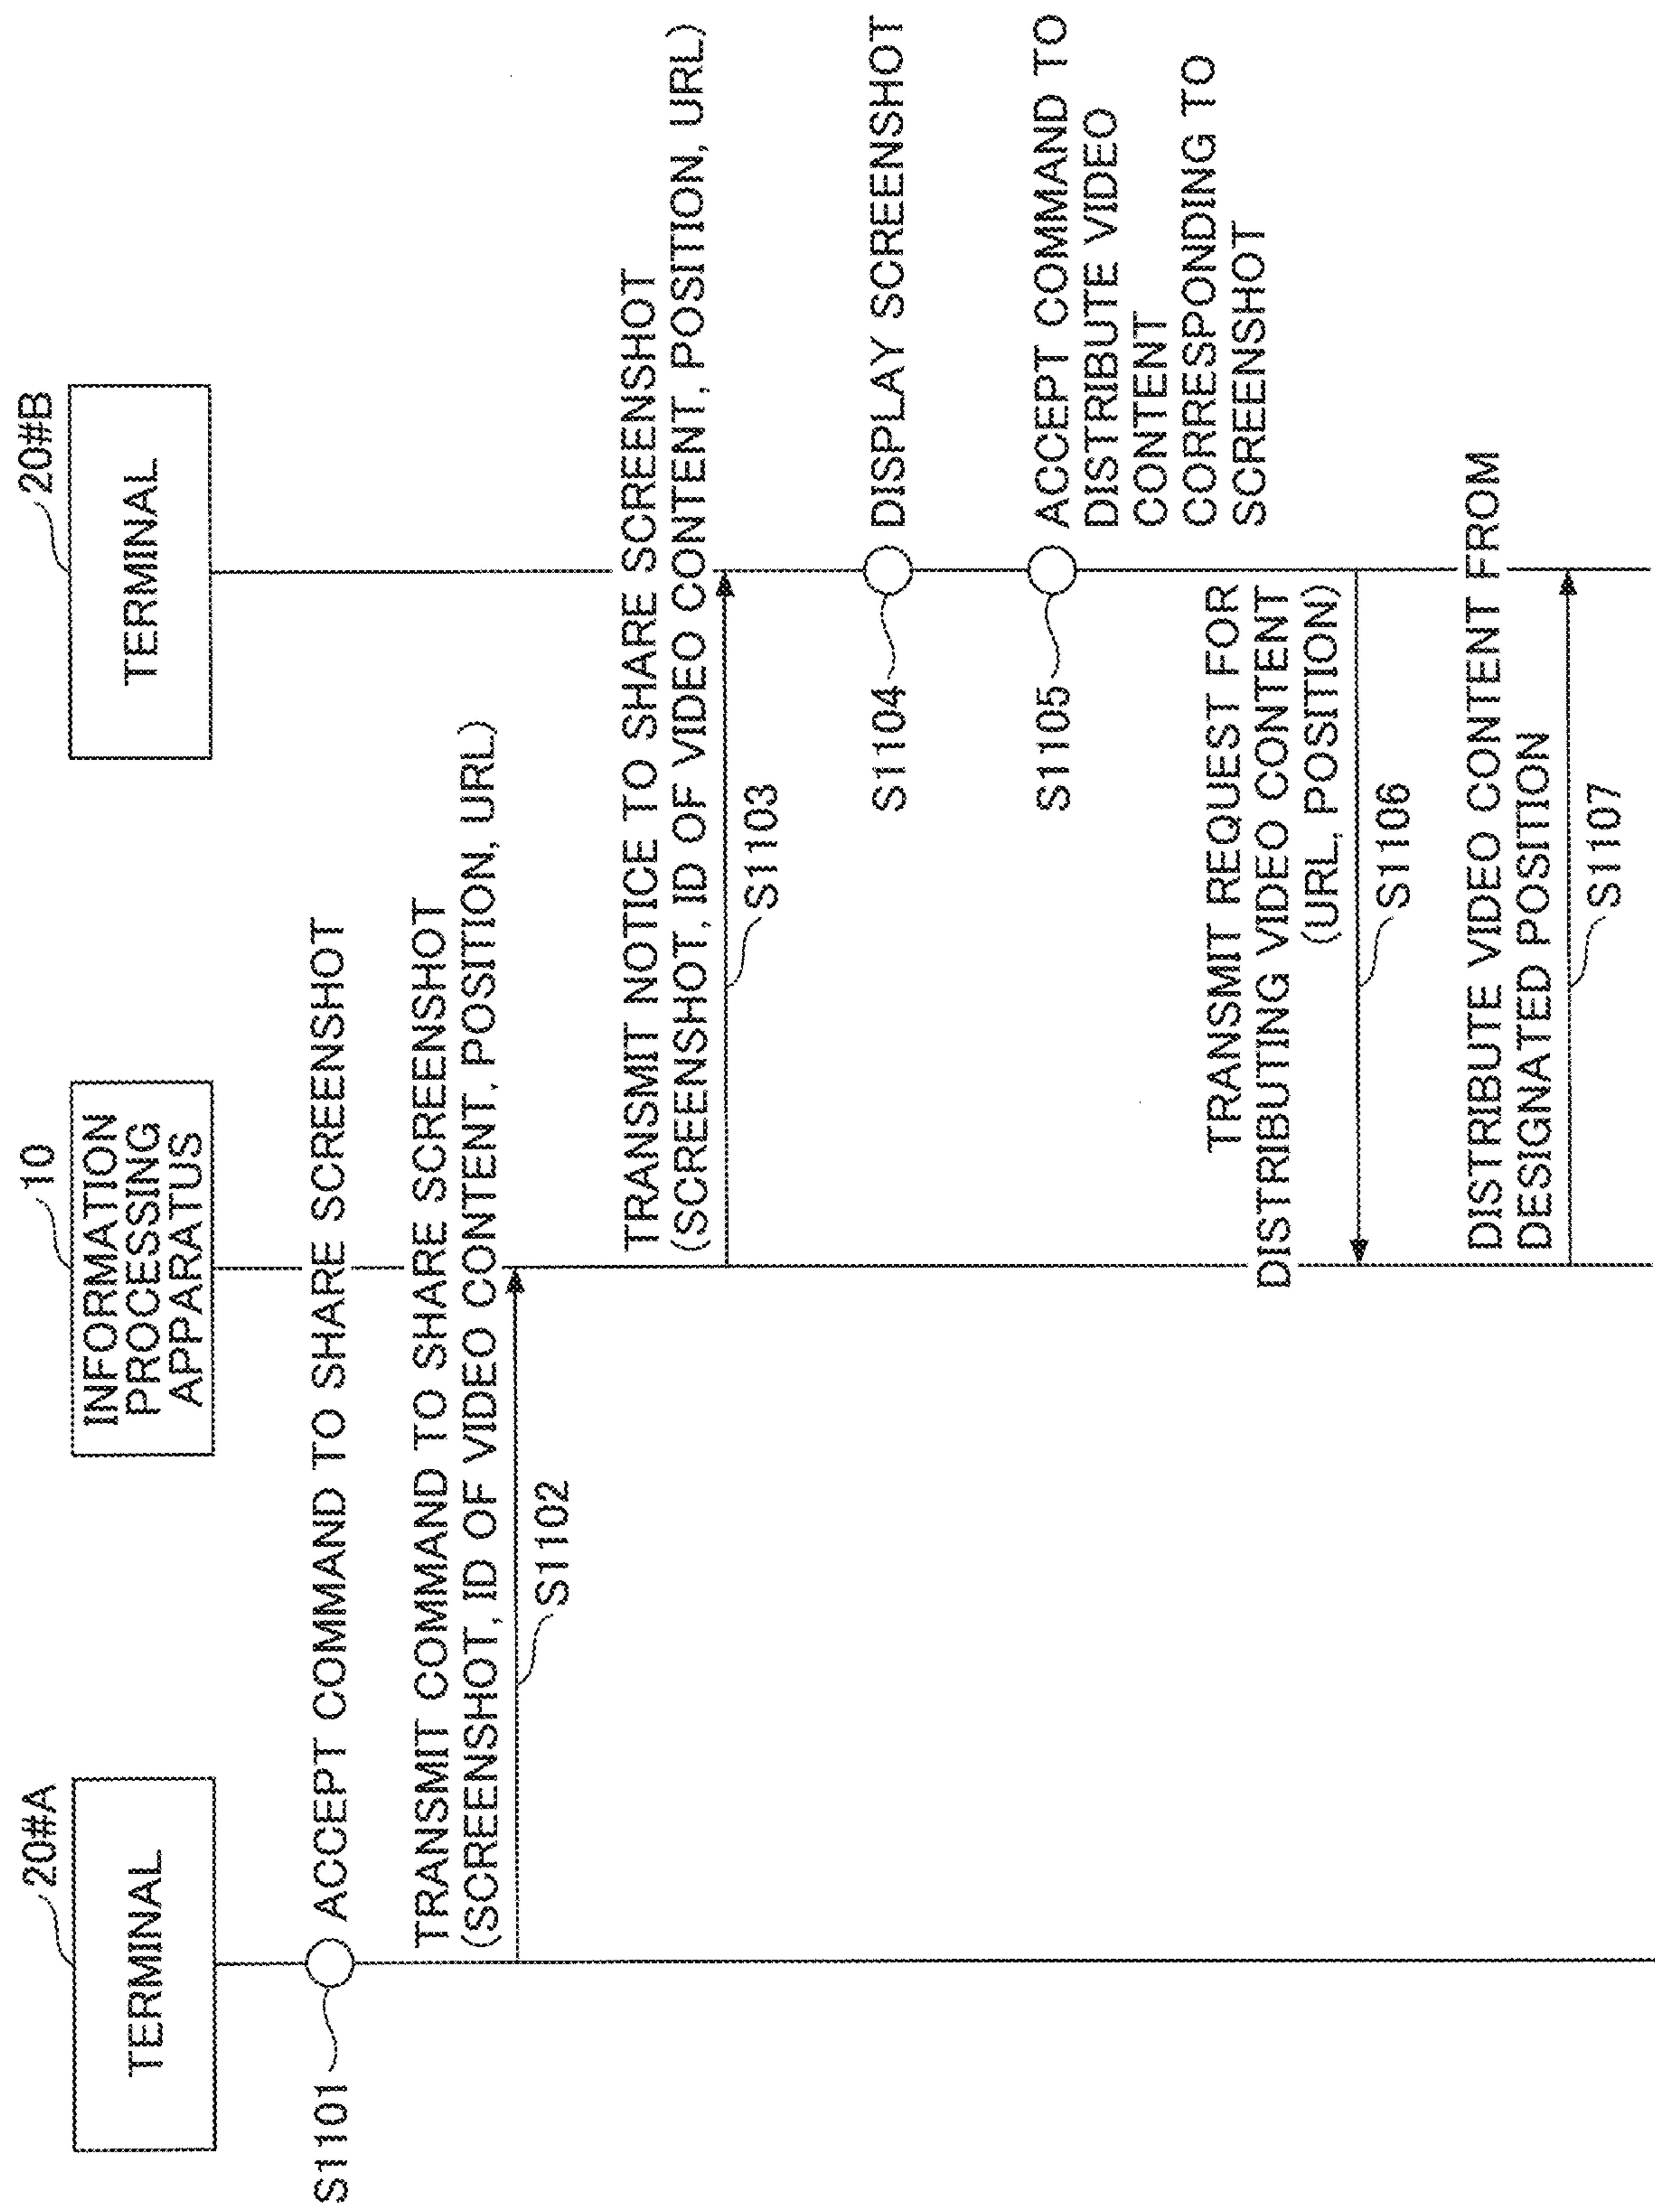 20#A
TERMINAL
10
INFORMATION
PROCESSING
APPARATUS
20#B
TERMINAL
S1101
ACCEPT COMMAND TO SHARE SCREENSHOT
TRANSMIT COMMAND TO SHARE SCREENSHOT
(SCREENSHOT, ID OF VIDEO CONTENT, POSITION, URL)
S1102
TRANSMIT NOTICE TO SHARE SCREENSHOT
(SCREENSHOT, ID OF VIDEO CONTENT, POSITION, URL)
S1103
S1104
DISPLAY SCREENSHOT
S1105
ACCEPT COMMAND TO
DISTRIBUTE VIDEO
CONTENT
CORRESPONDING TO
SCREENSHOT
TRANSMIT REQUEST FOR
DISTRIBUTING VIDEO CONTENT
(URL, POSITION)
S1106
DISTRIBUTE VIDEO CONTENT FROM
DESIGNATED POSITION
S1107